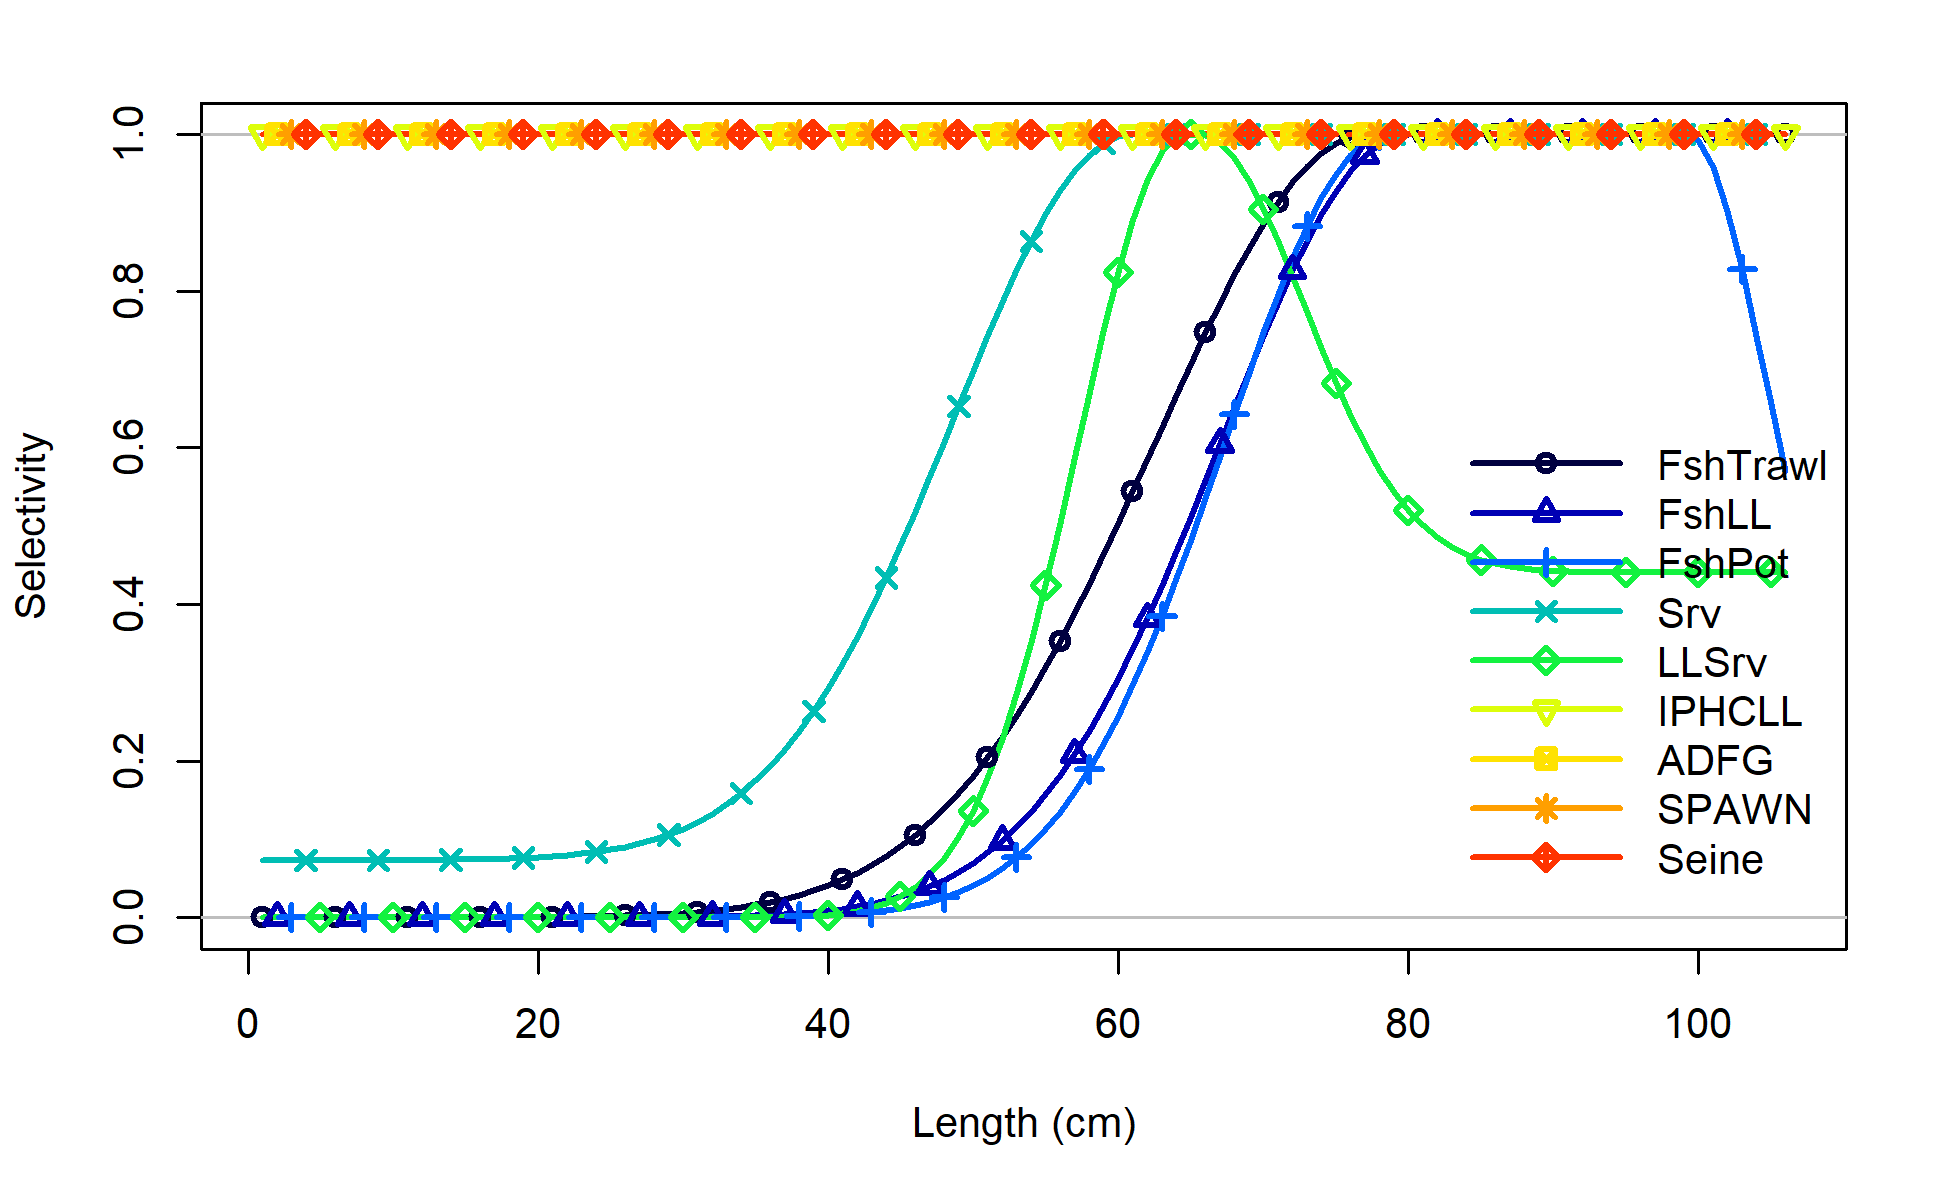 Selectivity
1.0
0.8
0.6
0.4
0.2
0.0
FshTrawl
FshLL
FshPot
Srv
LLSrv
IPHCLL
ADFG
SPAWN
Seine
0 20 40 60 80 100
Length (cm)